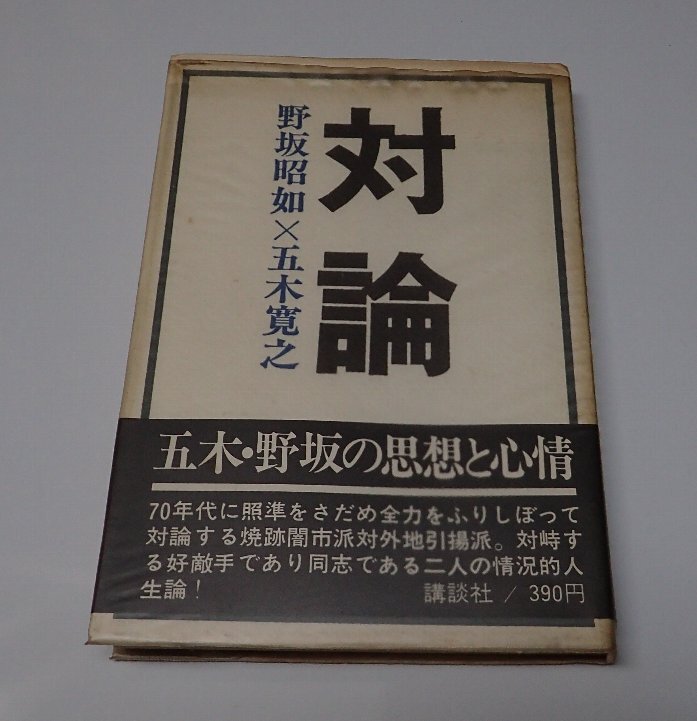 対論
野坂昭如×五木寛之
五木・野坂の思想と心情
70年代に照準をさだめ全力をふりしぼって
対論する焼跡闇市派対外地引揚派。対峙す
る好敵手であり同志である二人の情況的人
生論！
講談社／390円